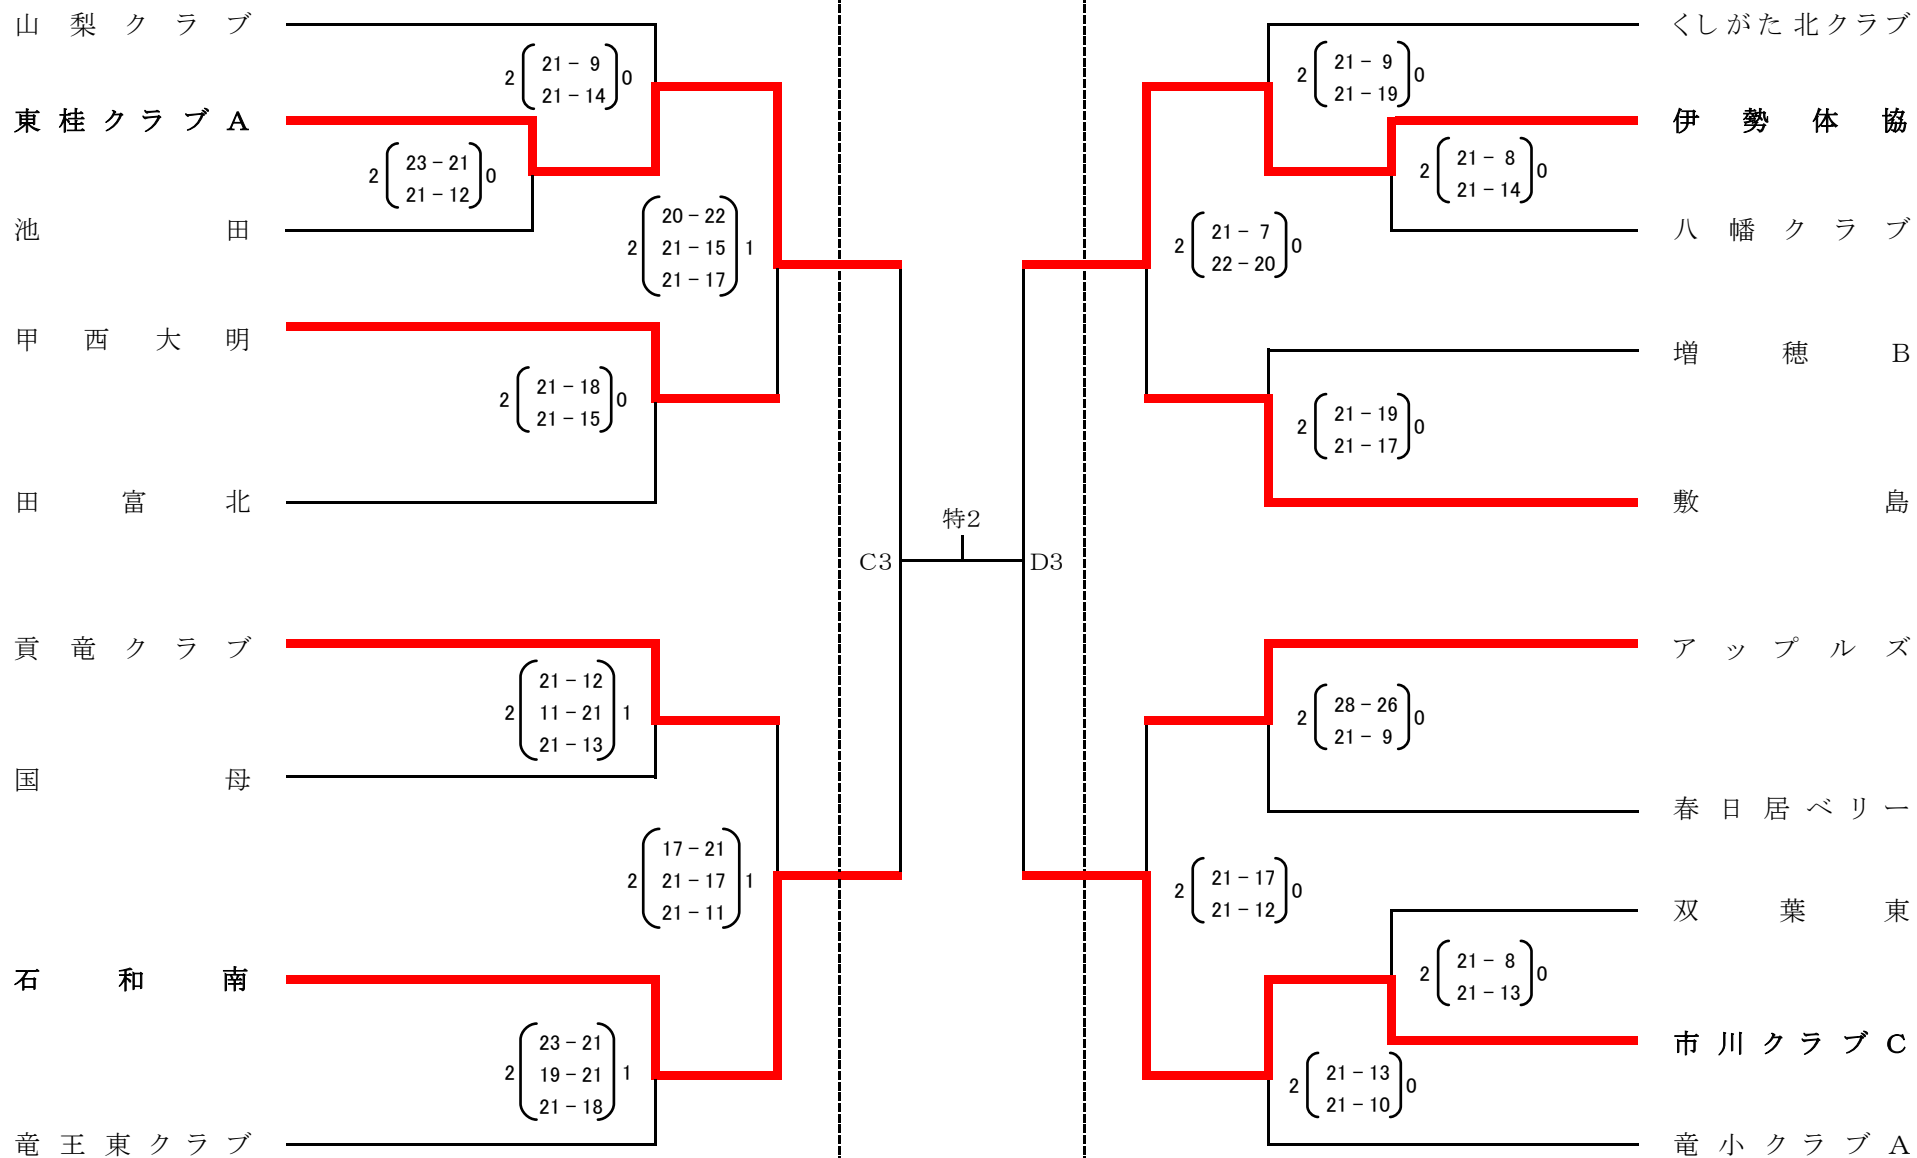 山梨クラブ
2 21－9 0
21－14
東桂クラブA
2 23－21 0
21－12
池田
2 20－22 1
21－15
21－17
甲西大明
2 21－18 0
21－15
田富北
貢竜クラブ
2 21－12 1
11－21
21－13
国母
2 17－21 1
21－17
21－11
石和南
2 23－21 1
19－21
21－18
竜王東クラブ
特2
C3
D3
くしがた北クラブ
2 21－9 0
21－19
伊勢体協
2 21－8 0
21－14
八幡クラブ
2 21－7 0
22－20
増穂B
2 21－19 0
21－17
敷島
アップルズ
2 28－26 0
21－9
春日居ベリー
2 21－17 0
21－12
双葉東
2 21－8 0
21－13
市川クラブC
2 21－13 0
21－10
竜小クラブA